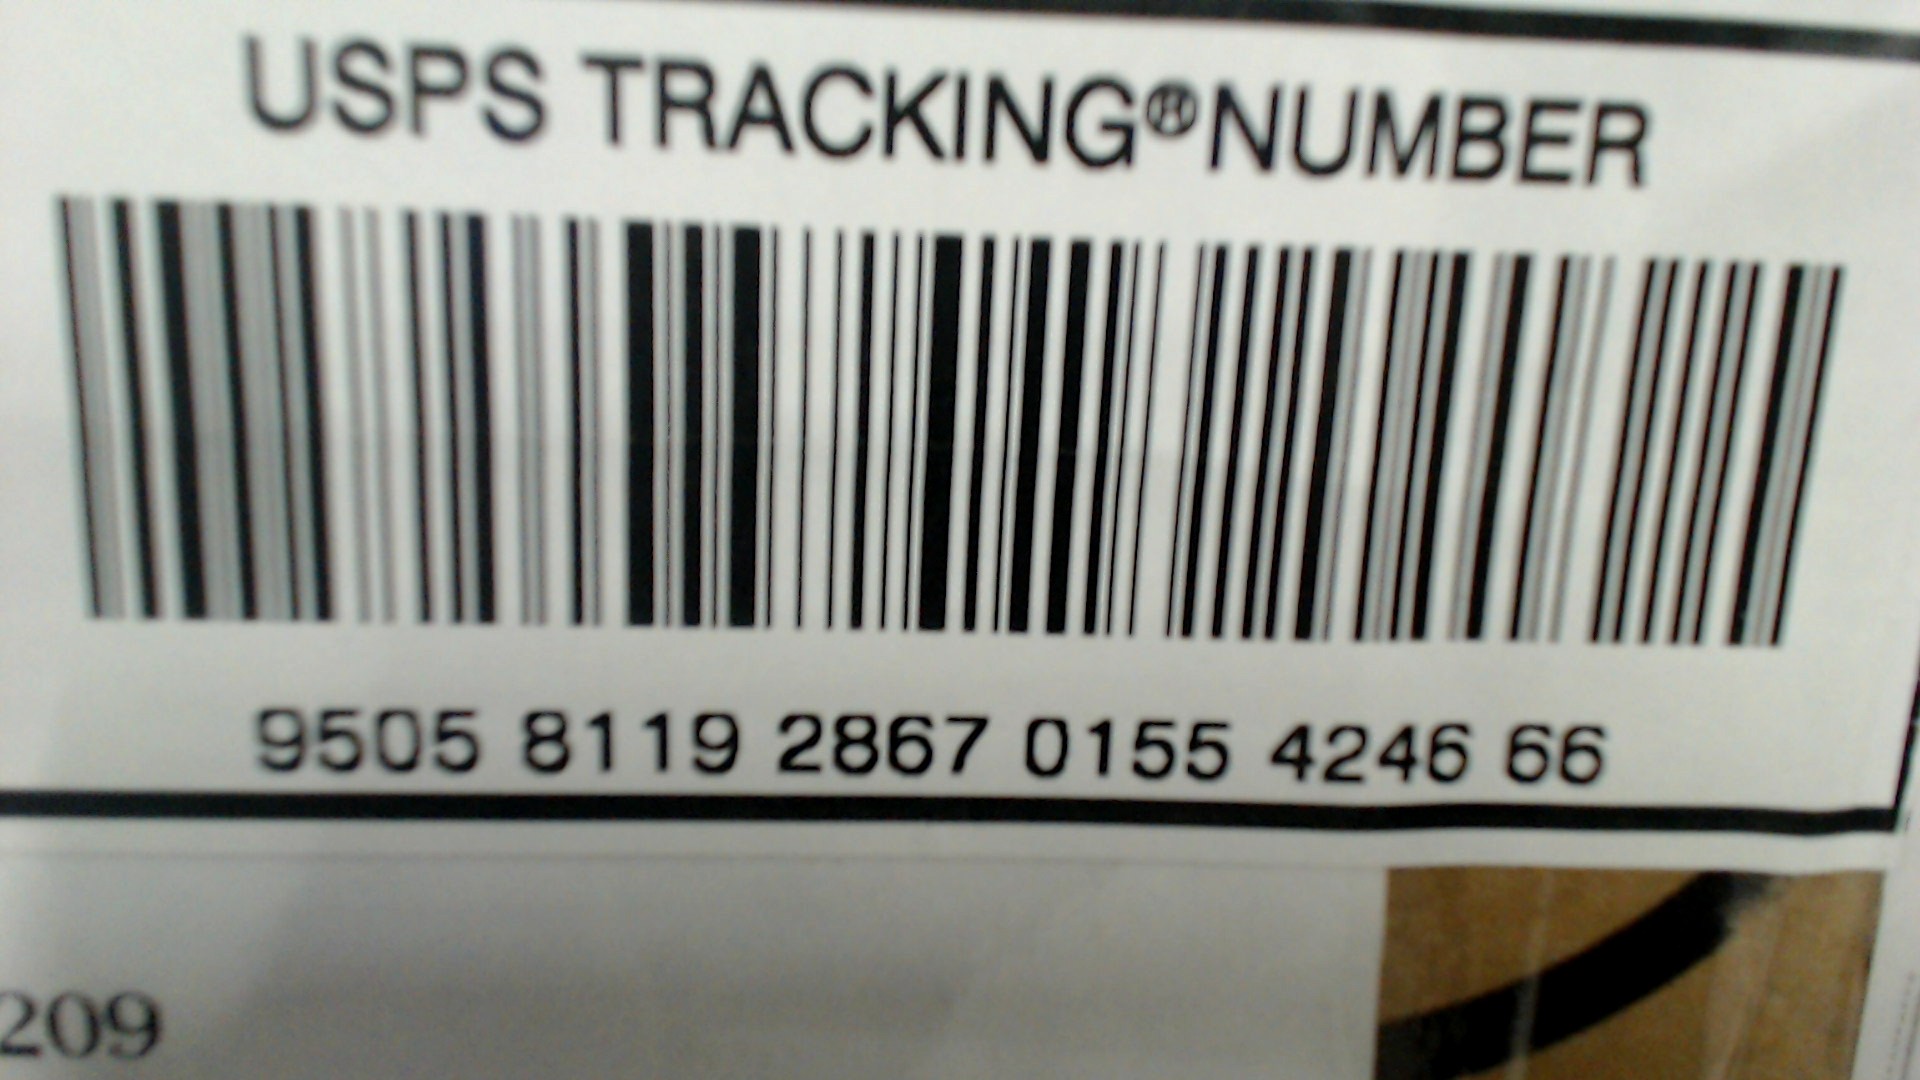 USPS TRACKING® NUMBER
9505 8119 2867 0155 4246 66
209